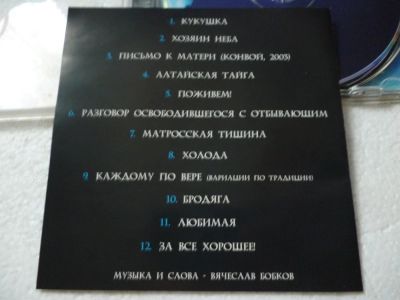 1. КУКУШКА
2. ХОЗЯИН НЕБА
3. ПИСЬМО К МАТЕРИ (КОНВОЙ, 2003)
4. АЛТАЙСКАЯ ТАЙГА
5. ПОЖИВЕМ!
6. РАЗГОВОР ОСВОБОДИВШЕГОСЯ С ОТБЫВАЮЩИМ
7. МАТРОССКАЯ ТИШИНА
8. ХОЛОДА
9. КАЖДОМУ ПО ВЕРЕ (ВАРИАЦИИ ПО ТРАДИЦИИ)
10. БРОДЯГА
11. ЛЮБИМАЯ
12. ЗА ВСЕ ХОРОШЕЕ!
МУЗЫКА И СЛОВА - ВЯЧЕСЛАВ БОБКОВ